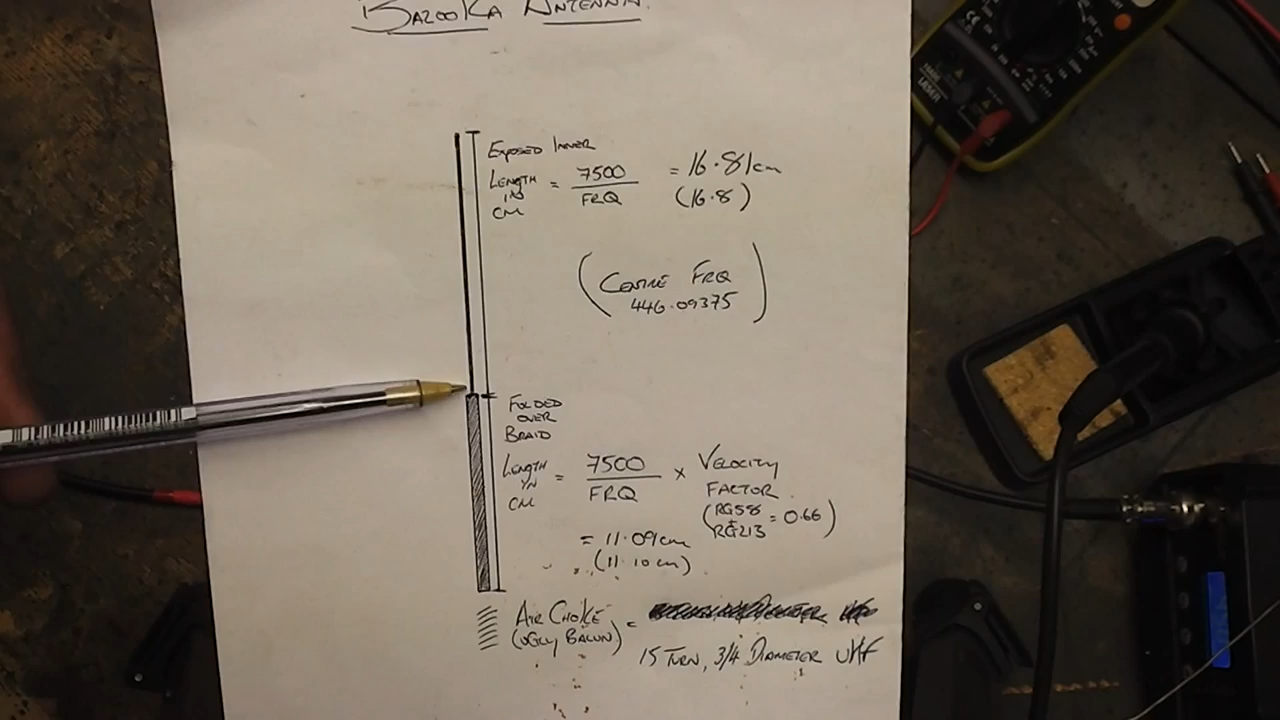 BAZOOKA ANTENNA.
EXPOSED INNER
LENGTH IN CM = 7500 / FRQ = 16.81cm
(16.8)
(CENTRE FRQ
446.09375)
FOLDED
OVER
BRAID
LENGTH IN CM = 7500 / FRQ × VELOCITY
FACTOR
(RG58 & RG213 = 0.66)
= 11.09cm
(11.10cm)
AIR CHOKE =
(UGLY BALUN)
15 TURN, 3/4 DIAMETER UHF
LASER